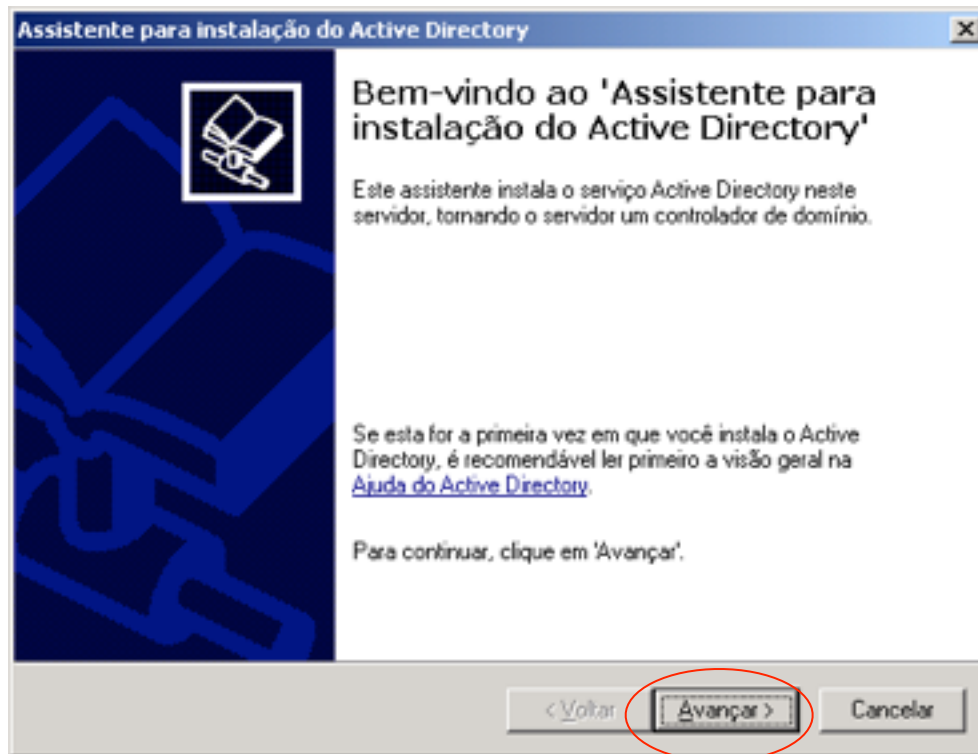 Assistente para instalação do Active Directory
Bem-vindo ao 'Assistente para
instalação do Active Directory'
Este assistente instala o serviço Active Directory neste
servidor, tornando o servidor um controlador de domínio.
Se esta for a primeira vez em que você instala o Active
Directory, é recomendável ler primeiro a visão geral na
Ajuda do Active Directory.
Para continuar, clique em 'Avançar'.
< Voltar Avançar > Cancelar